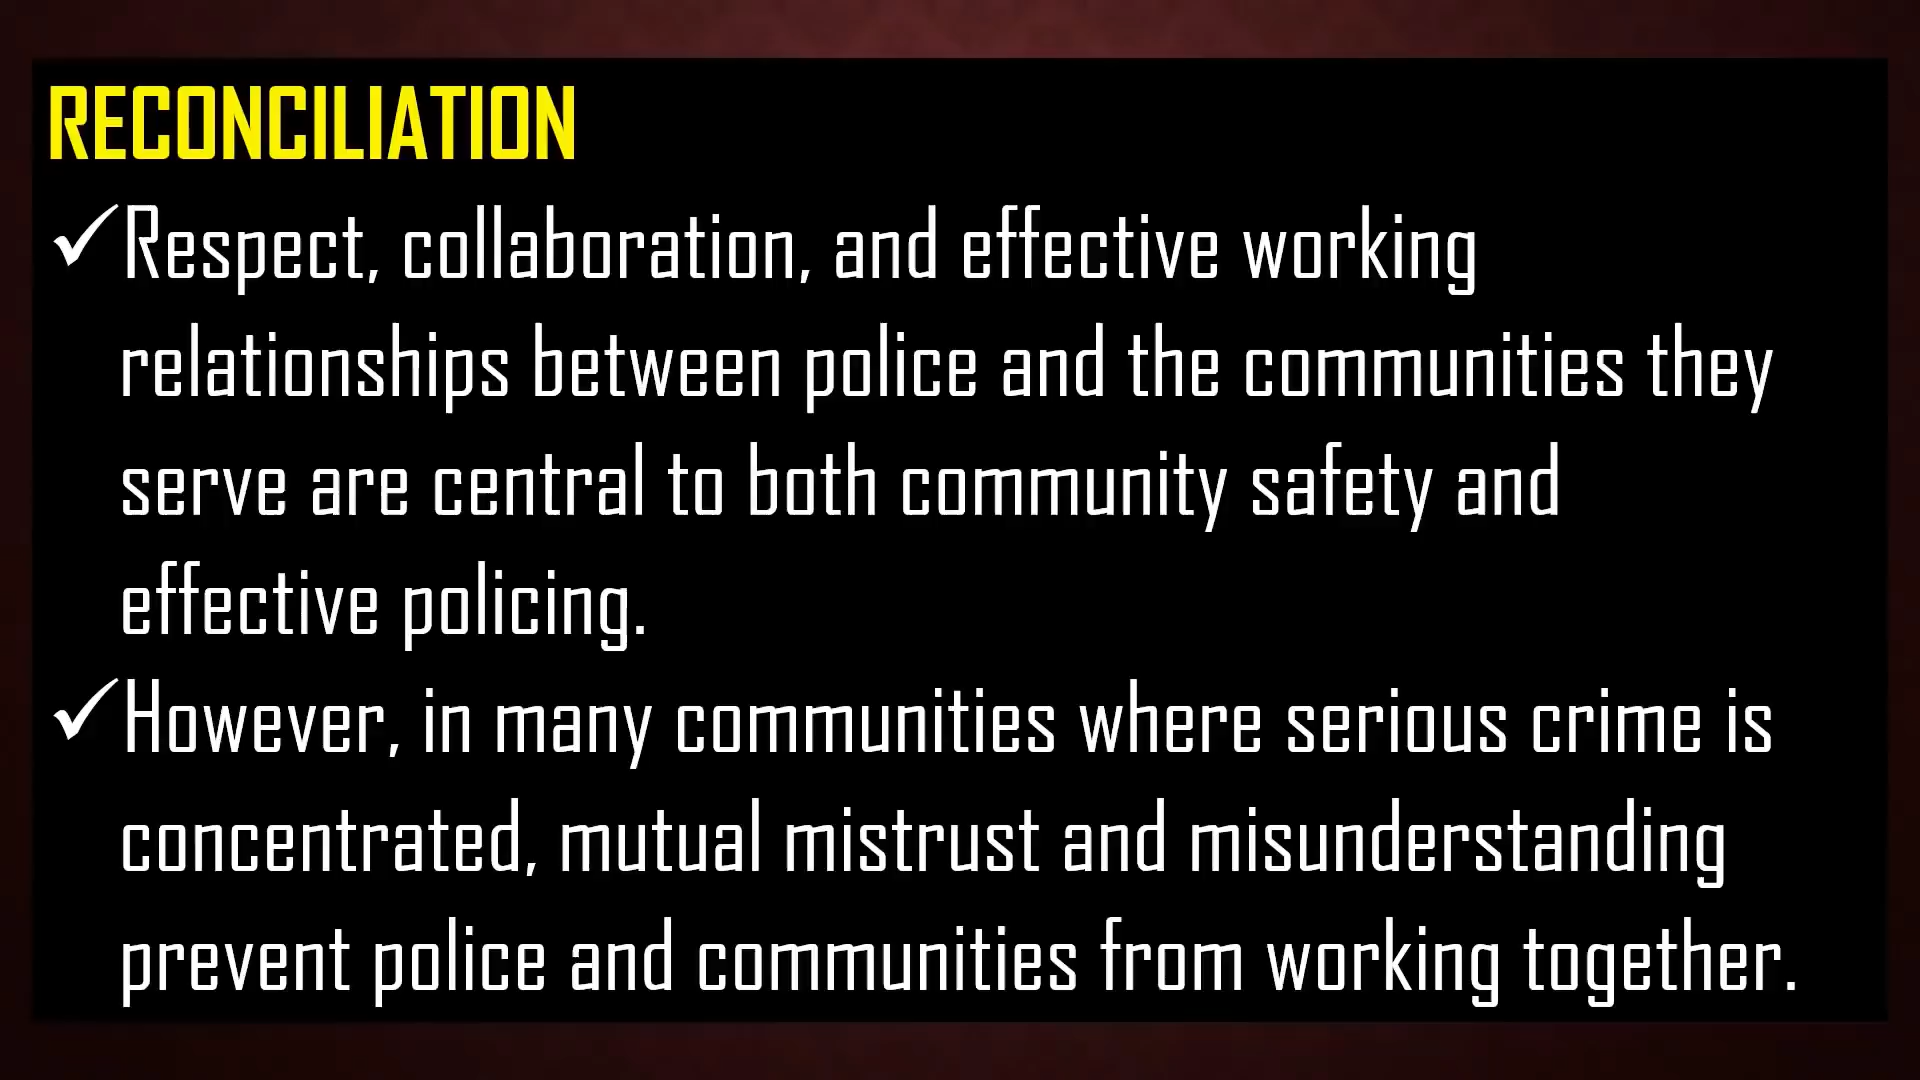 RECONCILIATION
✓Respect, collaboration, and effective working
relationships between police and the communities they
serve are central to both community safety and
effective policing.
✓However, in many communities where serious crime is
concentrated, mutual mistrust and misunderstanding
prevent police and communities from working together.